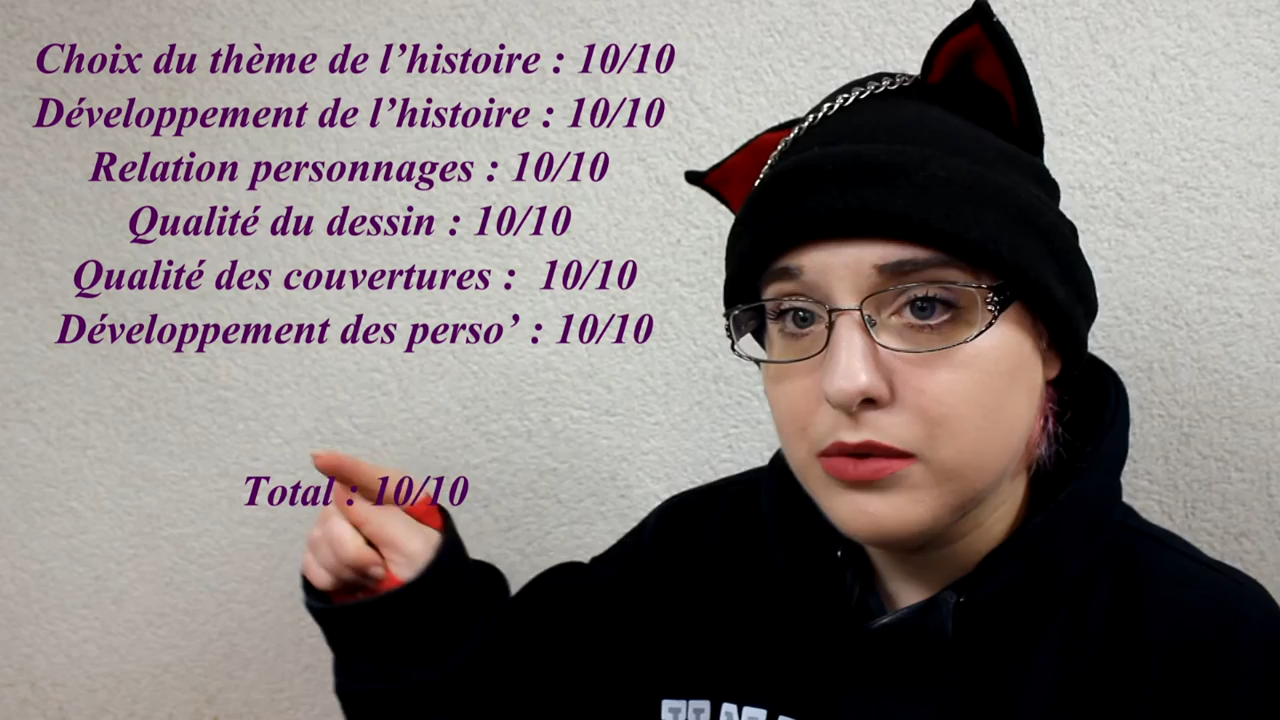 Choix du thème de l’histoire : 10/10
Développement de l’histoire : 10/10
Relation personnages : 10/10
Qualité du dessin : 10/10
Qualité des couvertures :  10/10
Développement des perso’ : 10/10
Total : 10/10